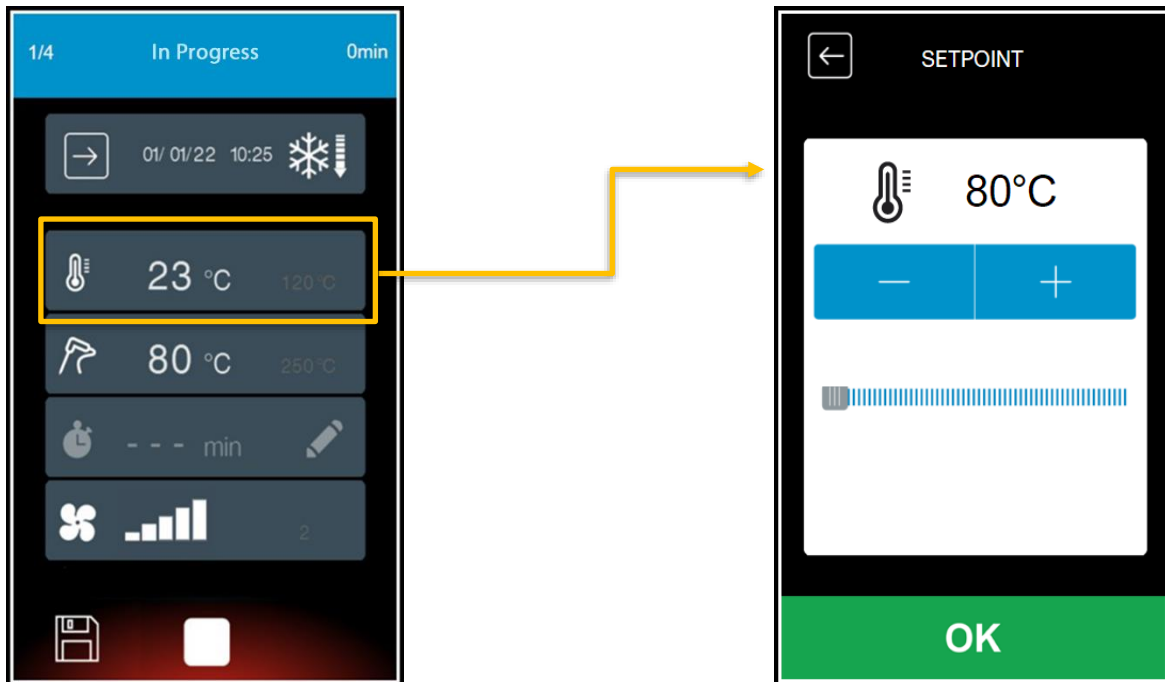 1/4 In Progress 0min
01/ 01/22 10:25
23 °C 120 °C
80 °C 250 °C
- - - min
2
SETPOINT
80°C
OK